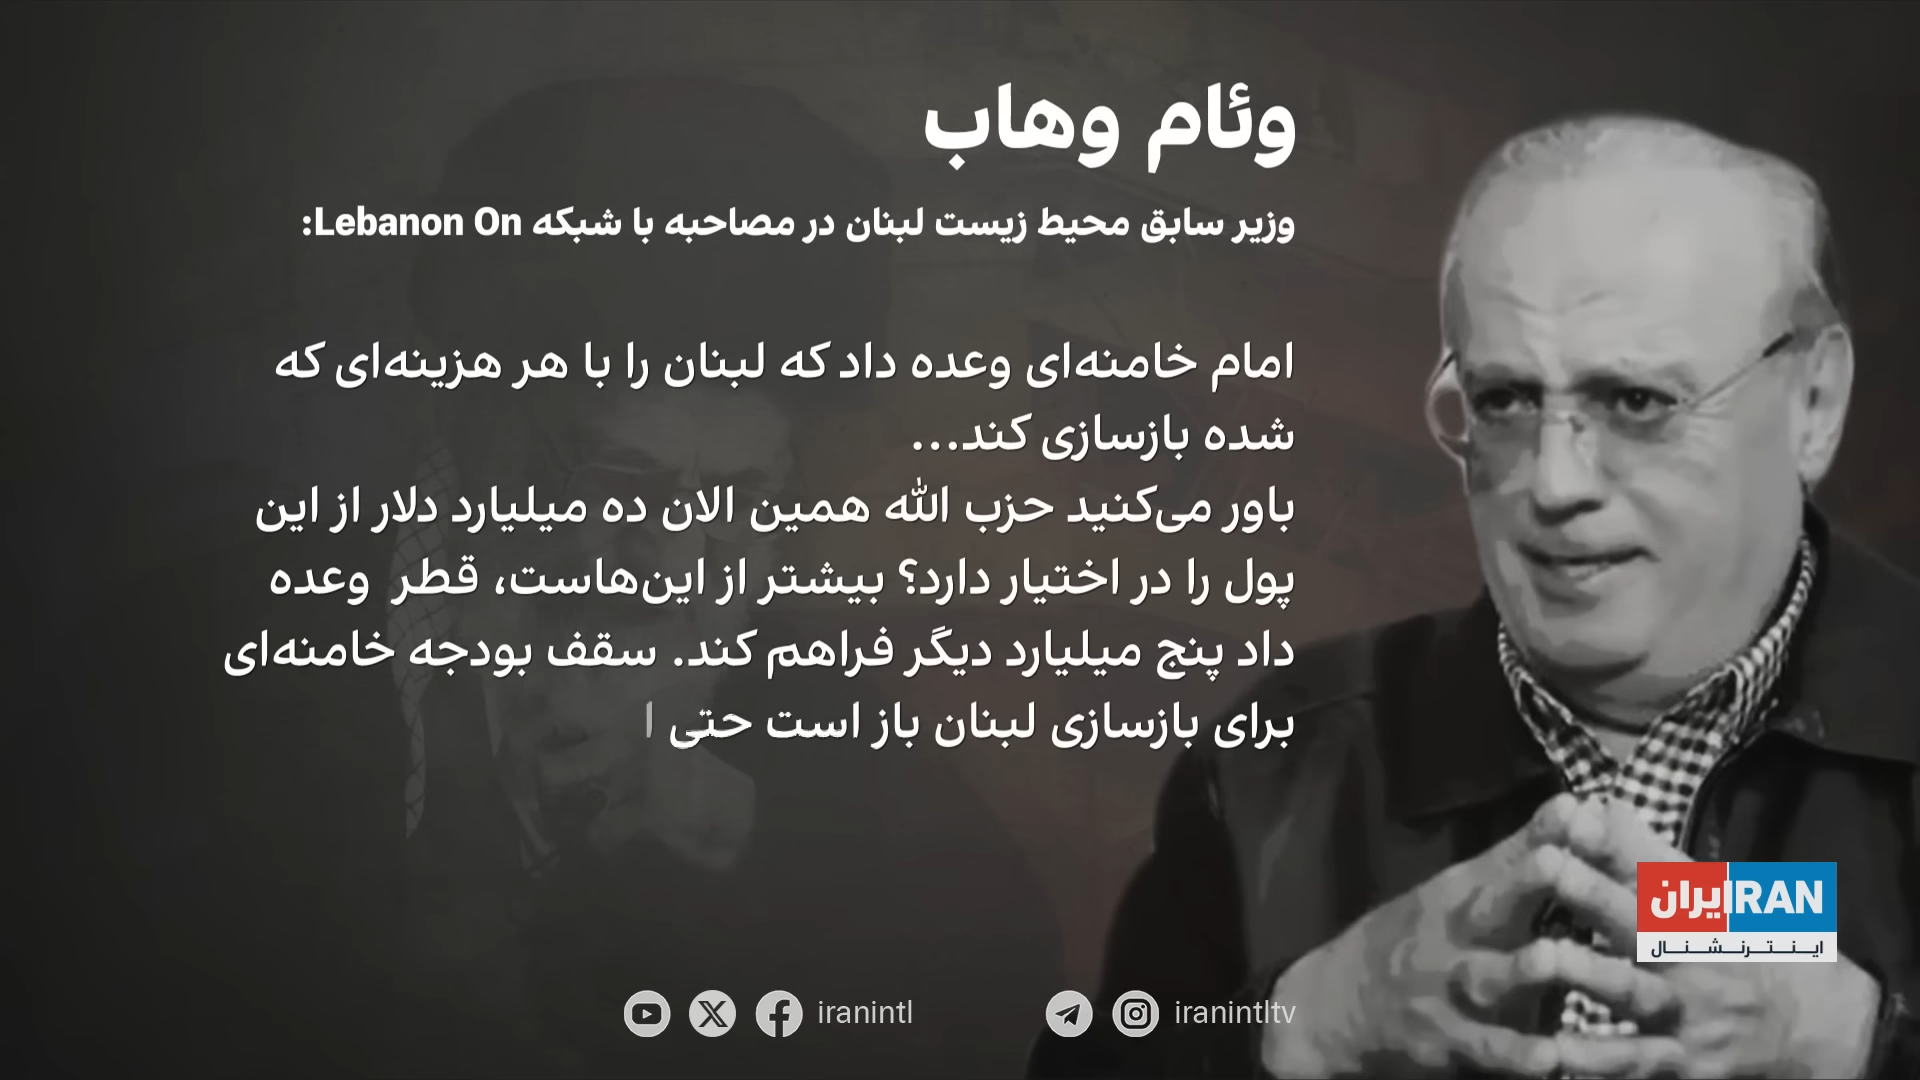 وئام وهاب
وزیر سابق محیط زیست لبنان در مصاحبه با شبکه Lebanon On:
امام خامنه‌ای وعده داد که لبنان را با هر هزینه‌ای که
شده بازسازی کند...
باور می‌کنید حزب الله همین الان ده میلیارد دلار از این
پول را در اختیار دارد؟ بیشتر از این‌هاست، قطر وعده
داد پنج میلیارد دیگر فراهم کند. سقف بودجه خامنه‌ای
برای بازسازی لبنان باز است حتی ا
ایران IRAN
اینترنشنال
iranintl
iranintltv